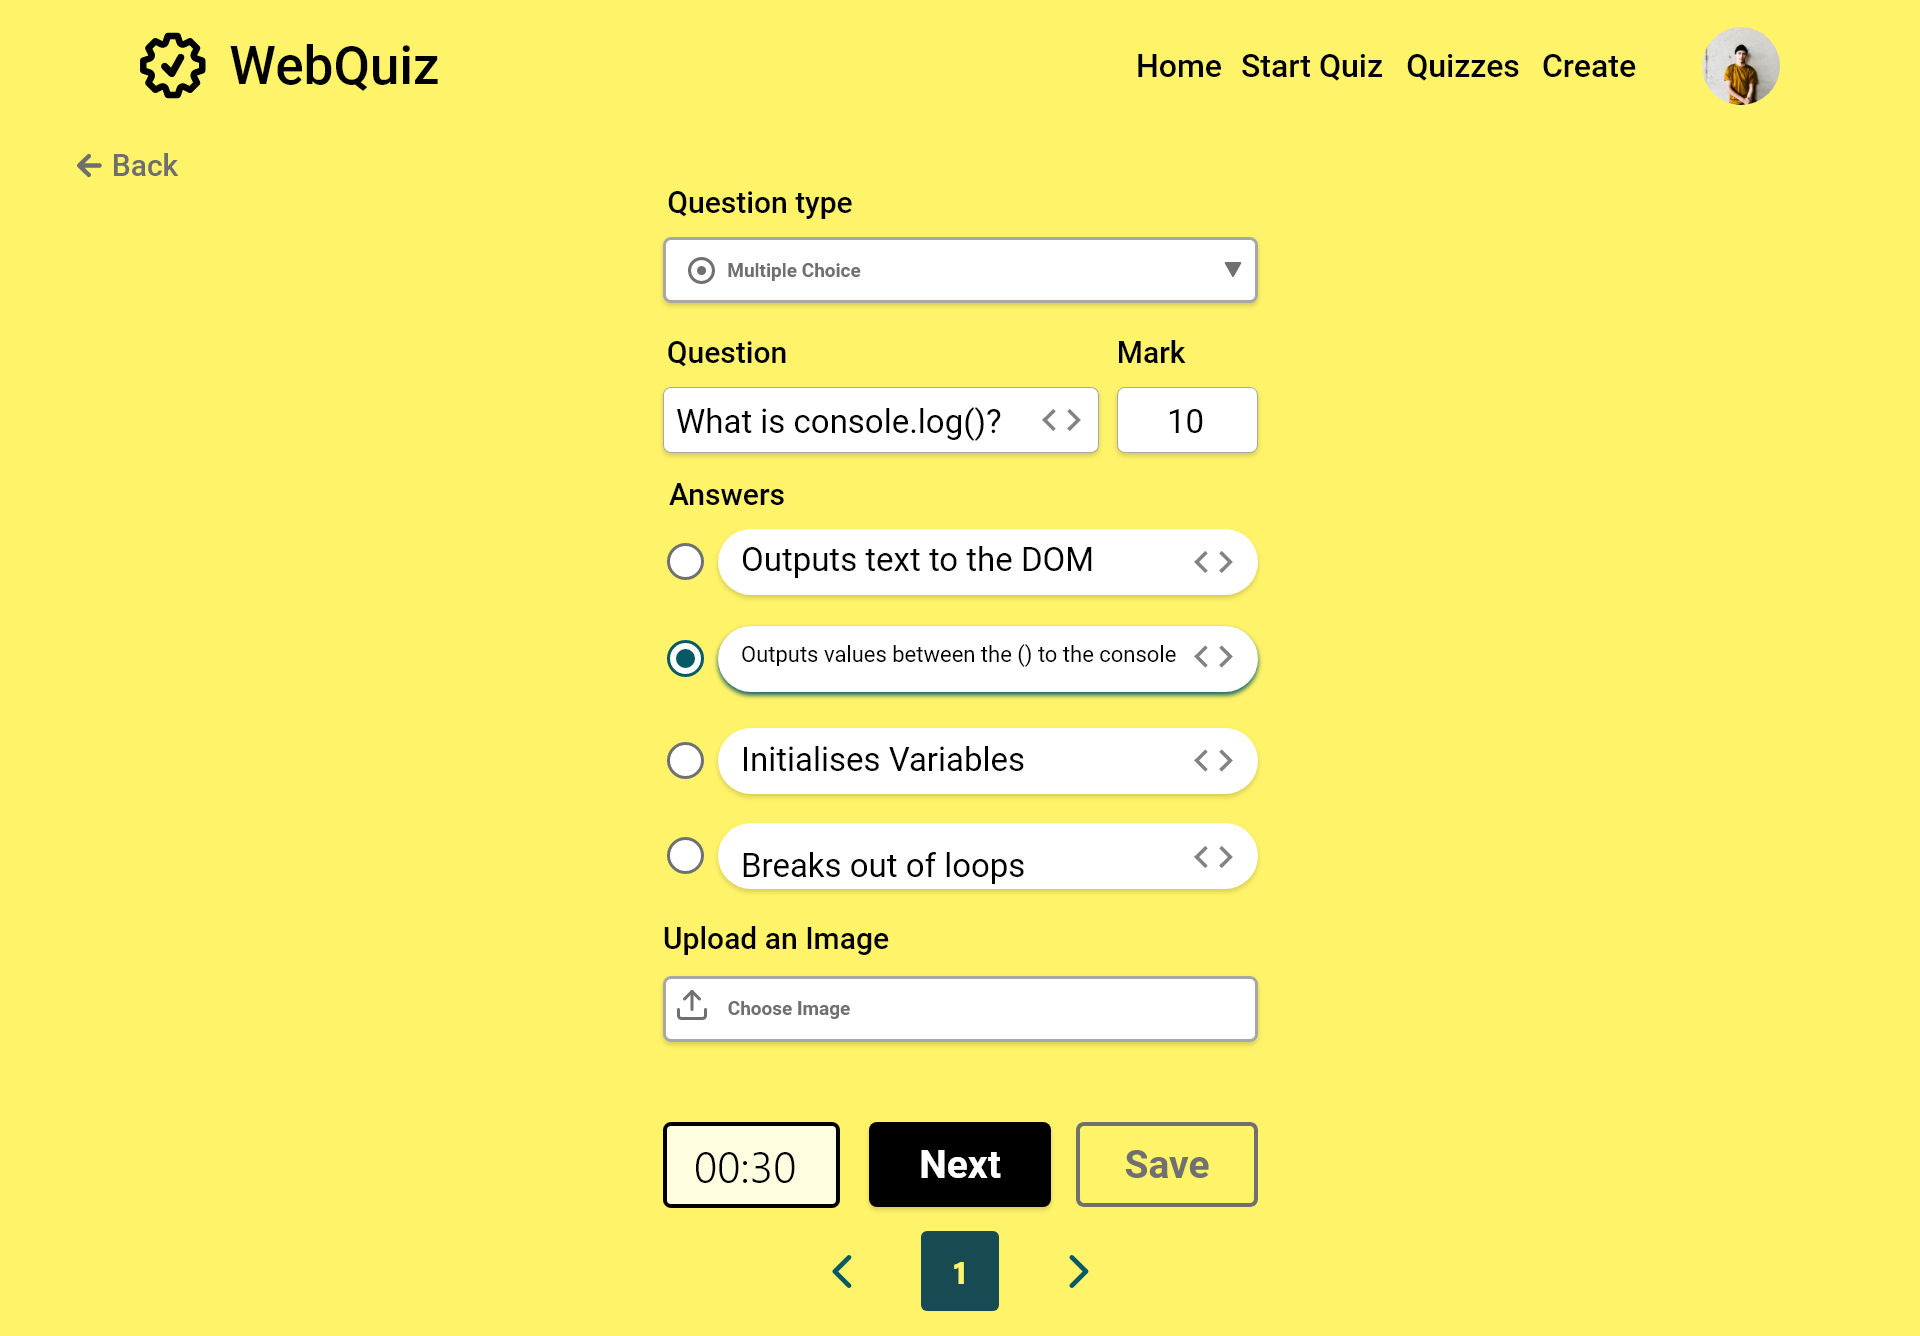 WebQuiz
Home Start Quiz Quizzes Create
Back
Question type
Multiple Choice
Question Mark
What is console.log()? < > 10
Answers
Outputs text to the DOM < >
Outputs values between the () to the console < >
Initialises Variables < >
Breaks out of loops < >
Upload an Image
Choose Image
00:30 Next Save
1